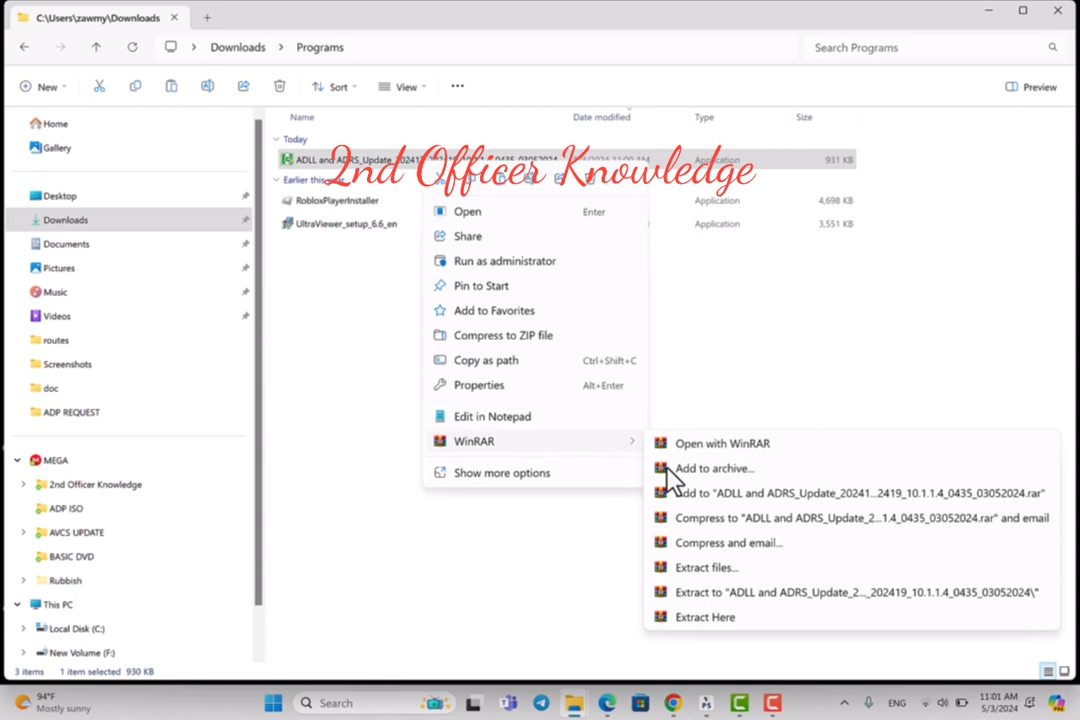 C:\Users\zawmy\Downloads
Downloads > Programs
Search Programs
New
Sort
View
Preview
Name
Date modified
Type
Size
Home
Gallery
Desktop
Downloads
Documents
Pictures
Music
Videos
routes
Screenshots
doc
ADP REQUEST
MEGA
2nd Officer Knowledge
ADP ISO
AVCS UPDATE
BASIC DVD
Rubbish
This PC
Local Disk (C:)
New Volume (F:)
Today
ADLL and ADRS_Update_
Application
931 KB
2nd Officer Knowledge
Earlier this
RobloxPlayerInstaller
Application
4,698 KB
UltraViewer_setup_6.6_en
Application
3,551 KB
Open Enter
Share
Run as administrator
Pin to Start
Add to Favorites
Compress to ZIP file
Copy as path Ctrl+Shift+C
Properties Alt+Enter
Edit in Notepad
WinRAR
Show more options
Open with WinRAR
Add to archive...
Add to "ADLL and ADRS_Update_20241...2419_10.1.1.4_0435_03052024.rar"
Compress to "ADLL and ADRS_Update_2...1.4_0435_03052024.rar" and email
Compress and email...
Extract files...
Extract to "ADLL and ADRS_Update_2..._202419_10.1.1.4_0435_03052024\"
Extract Here
3 items 1 item selected 930 KB
94°F
Mostly sunny
Search
ENG
11:01 AM
5/3/2024